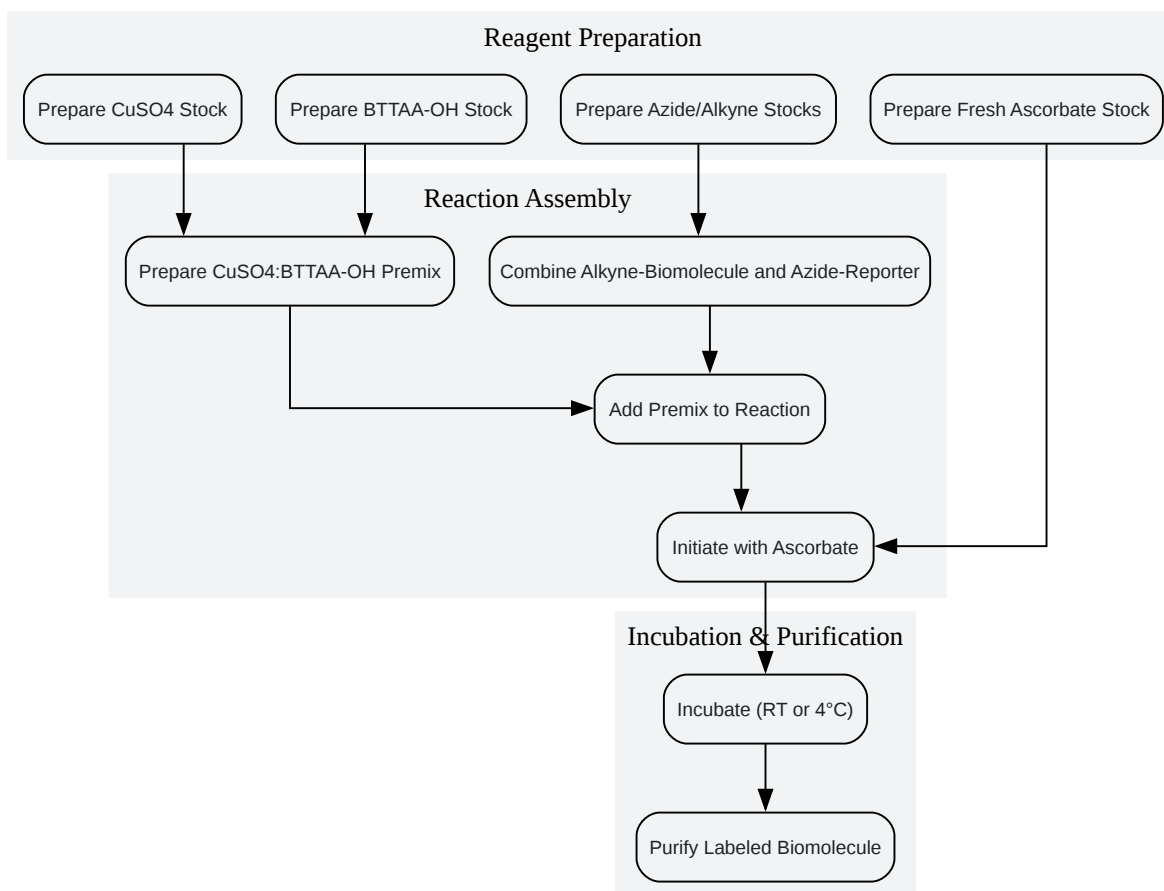 Reagent Preparation
Prepare CuSO4 Stock
Prepare BTTAA-OH Stock
Prepare Azide/Alkyne Stocks
Prepare Fresh Ascorbate Stock
Reaction Assembly
Prepare CuSO4:BTTAA-OH Premix
Combine Alkyne-Biomolecule and Azide-Reporter
Add Premix to Reaction
Initiate with Ascorbate
Incubation & Purification
Incubate (RT or 4°C)
Purify Labeled Biomolecule